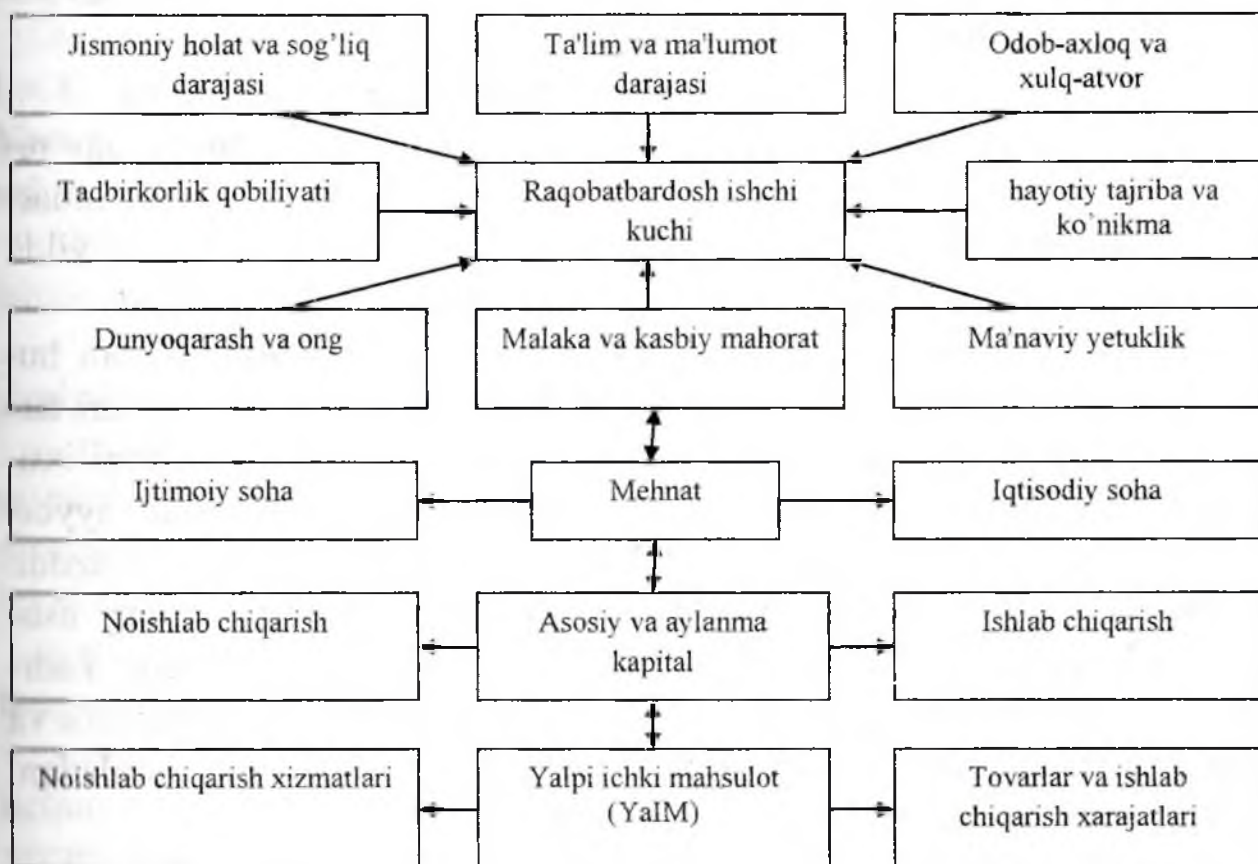 Jismoniy holat va sog’liq
darajasi
Ta'lim va ma'lumot
darajasi
Odob-axloq va
xulq-atvor
Tadbirkorlik qobiliyati
Raqobatbardosh ishchi
kuchi
hayotiy tajriba va
ko’nikma
Dunyoqarash va ong
Malaka va kasbiy mahorat
Ma'naviy yetuklik
Ijtimoiy soha
Mehnat
Iqtisodiy soha
Noishlab chiqarish
Asosiy va aylanma
kapital
Ishlab chiqarish
Noishlab chiqarish xizmatlari
Yalpi ichki mahsulot
(YaIM)
Tovarlar va ishlab
chiqarish xarajatlari